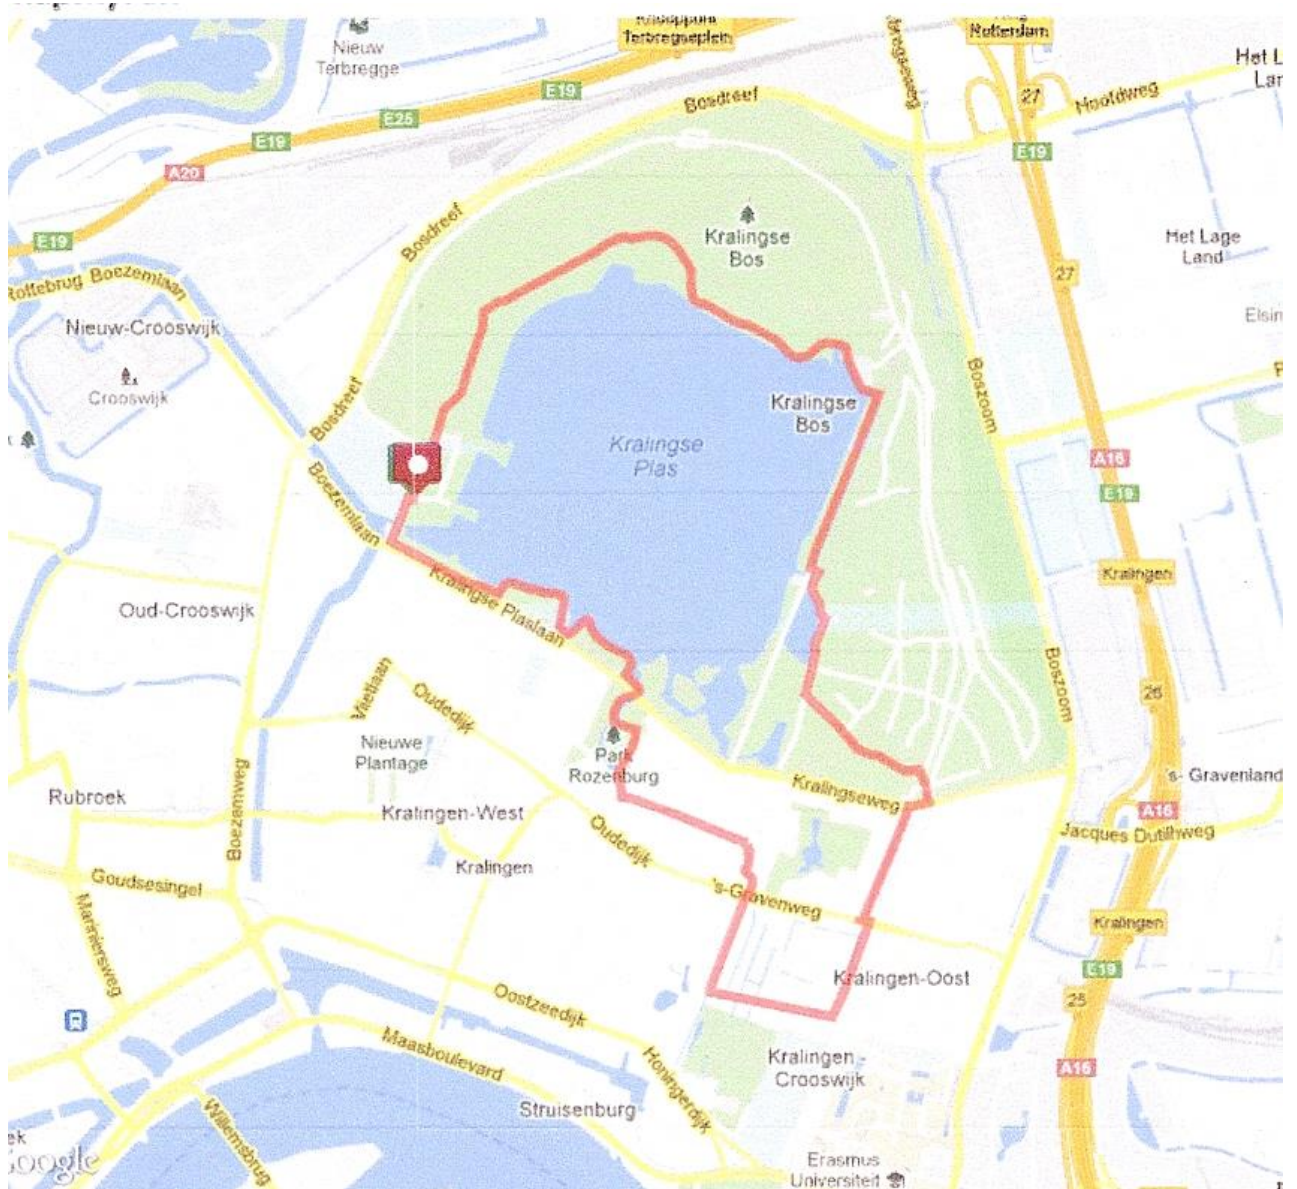 Nieuw
Terbregge
Knooppunt
Terbregseplein
Rotterdam
E19
E25
E19
A20
E19
Bosdreef
27
Hoofdweg
E19
Het L
Lar
Bosdreef
Kralingse
Bos
Het Lage
Land
27
Boezemlaan
Nieuw-Crooswijk
Elsin
Crooswijk
Bosdreef
Boszoom
Kralingse
Bos
Kralingse
Plas
A16
E19
Boezemlaan
Kralingen
Kralingse Plaslaan
Oud-Crooswijk
Boszoom
Vlietlaan
Oudedijk
26
Nieuwe
Plantage
Park
Rozenburg
's- Gravenland
Kralingseweg
Rubroek
Kralingen-West
A16
Jacques Dutilhweg
Boezemweg
Oudedijk
Kralingen
Goudsesingel
's-Gravenweg
Mariniersweg
Kralingen
E19
Kralingen-Oost
25
Oostzeedijk
Maasboulevard
Honingerdijk
Kralingen -
Crooswijk
A16
Struisenburg
Willemsbrug
ek
Google
Erasmus
Universiteit